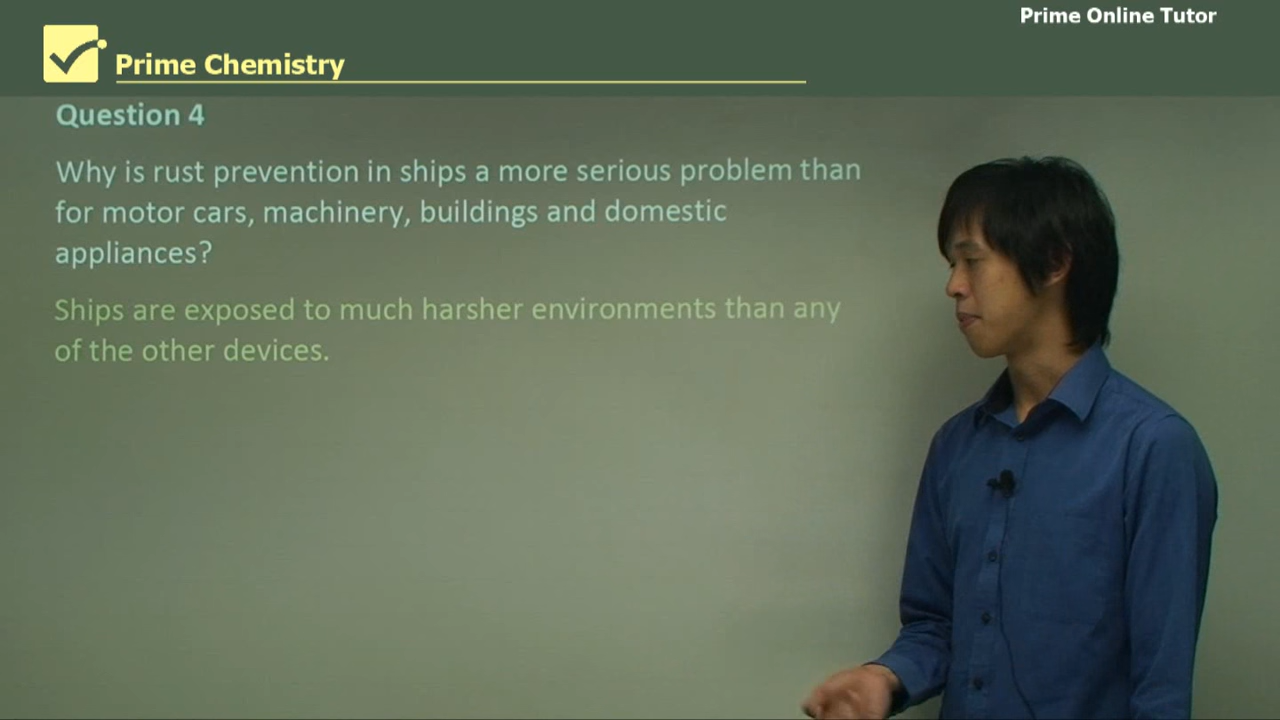 Prime Online Tutor
Prime Chemistry
Question 4
Why is rust prevention in ships a more serious problem than
for motor cars, machinery, buildings and domestic
appliances?
Ships are exposed to much harsher environments than any
of the other devices.